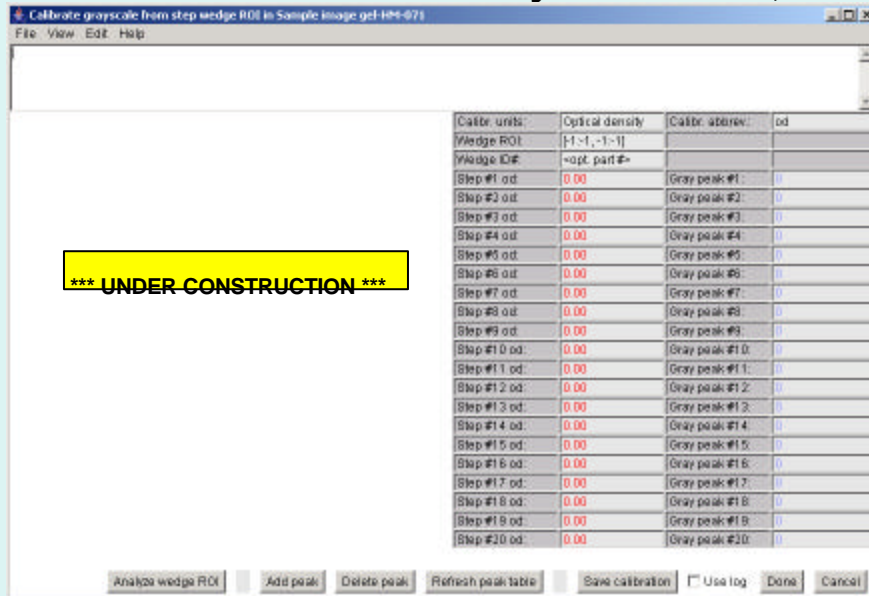 Calibrate grayscale from step wedge ROI in Sample image gel-HM-071
File View Edit Help
Calibr. units: Optical density Calibr. abbrev.: od
Wedge ROI: [-1:-1, -1:-1]
Wedge ID#: <opt. part #>
Step #1 od: 0.00 Gray peak #1: 0
Step #2 od: 0.00 Gray peak #2: 0
Step #3 od: 0.00 Gray peak #3: 0
Step #4 od: 0.00 Gray peak #4: 0
Step #5 od: 0.00 Gray peak #5: 0
Step #6 od: 0.00 Gray peak #6: 0
*** UNDER CONSTRUCTION ***
Step #7 od: 0.00 Gray peak #7: 0
Step #8 od: 0.00 Gray peak #8: 0
Step #9 od: 0.00 Gray peak #9: 0
Step #10 od: 0.00 Gray peak #10: 0
Step #11 od: 0.00 Gray peak #11: 0
Step #12 od: 0.00 Gray peak #12: 0
Step #13 od: 0.00 Gray peak #13: 0
Step #14 od: 0.00 Gray peak #14: 0
Step #15 od: 0.00 Gray peak #15: 0
Step #16 od: 0.00 Gray peak #16: 0
Step #17 od: 0.00 Gray peak #17: 0
Step #18 od: 0.00 Gray peak #18: 0
Step #19 od: 0.00 Gray peak #19: 0
Step #20 od: 0.00 Gray peak #20: 0
Analyze wedge ROI Add peak Delete peak Refresh peak table Save calibration Use log Done Cancel